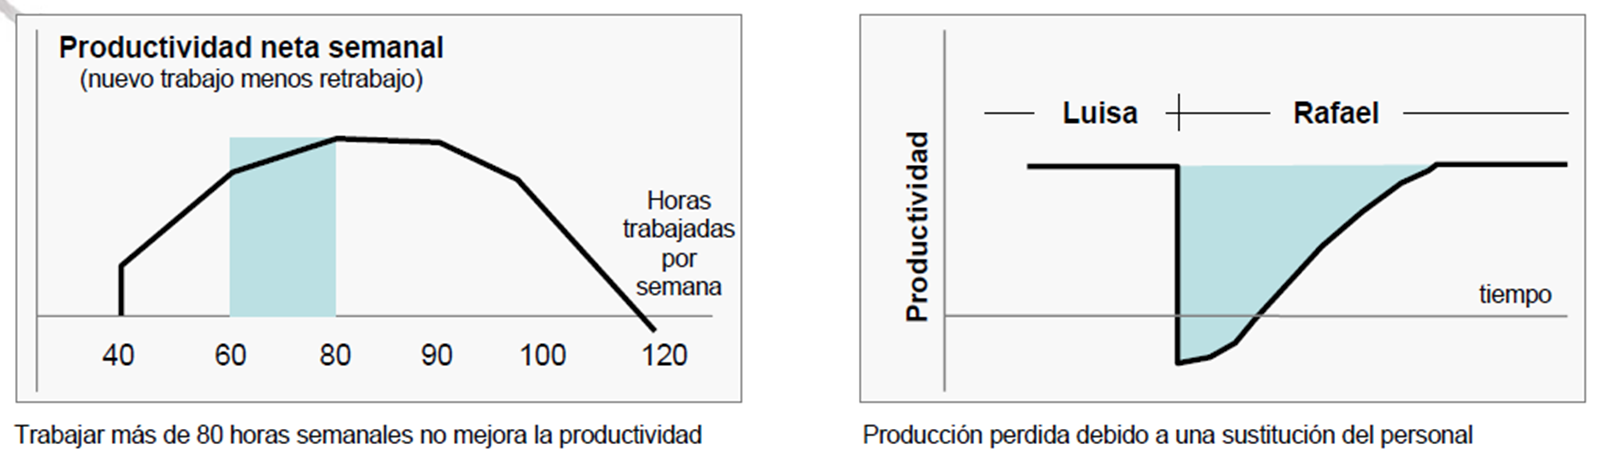 Productividad neta semanal
(nuevo trabajo menos retrabajo)
Horas
trabajadas
por
semana
40 60 80 90 100 120
Trabajar más de 80 horas semanales no mejora la productividad
Luisa Rafael
Productividad
tiempo
Producción perdida debido a una sustitución del personal